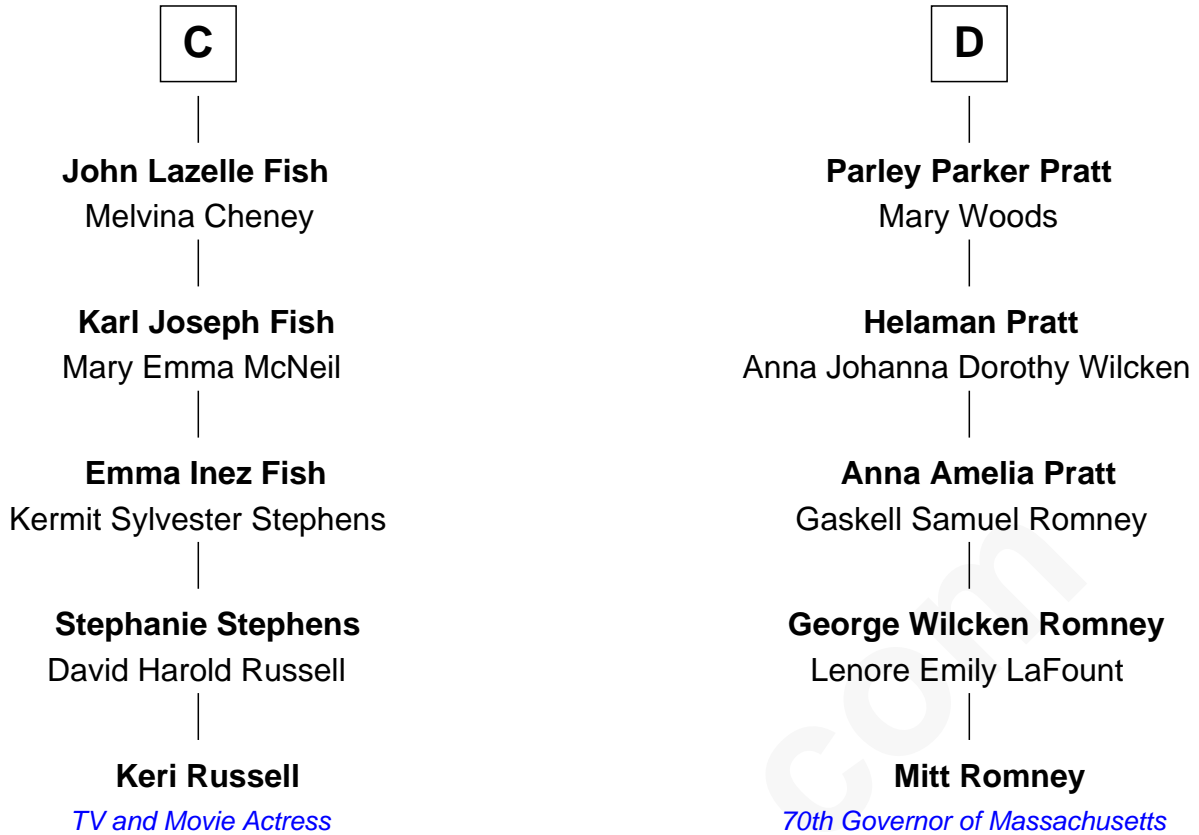 C
John Lazelle Fish
Melvina Cheney
Karl Joseph Fish
Mary Emma McNeil
Emma Inez Fish
Kermit Sylvester Stephens
Stephanie Stephens
David Harold Russell
Keri Russell
TV and Movie Actress
D
Parley Parker Pratt
Mary Woods
Helaman Pratt
Anna Johanna Dorothy Wilcken
Anna Amelia Pratt
Gaskell Samuel Romney
George Wilcken Romney
Lenore Emily LaFount
Mitt Romney
70th Governor of Massachusetts
com